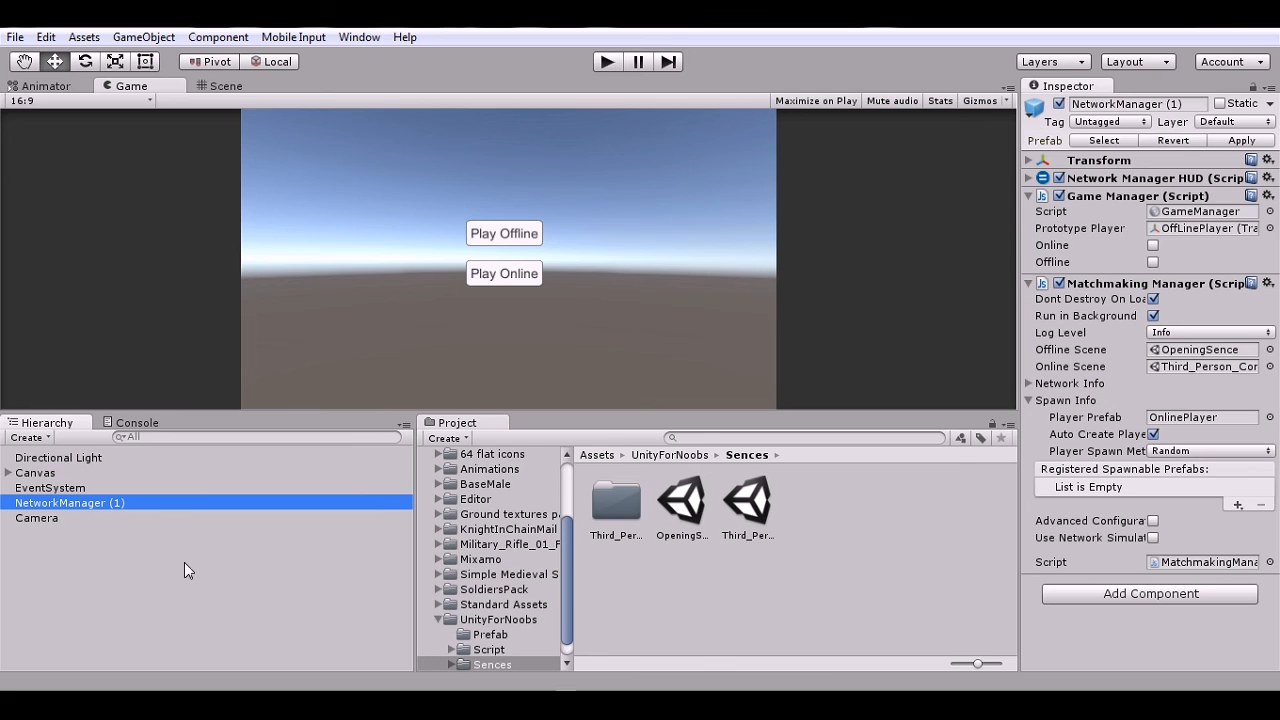 File Edit Assets GameObject Component Mobile Input Window Help
Pivot Local Layers Layout Account
Animator Game Scene
16:9 Maximize on Play Mute audio Stats Gizmos
Play Offline
Play Online
Inspector
NetworkManager (1) Static
Tag Untagged Layer Default
Prefab Select Revert Apply
Transform
Network Manager HUD (Scrip
Game Manager (Script)
Script GameManager
Prototype Player OffLinePlayer (Tra
Online
Offline
Matchmaking Manager (Scrip
Dont Destroy On Loa
Run in Background
Log Level Info
Offline Scene OpeningSence
Online Scene Third_Person_Cor
Network Info
Spawn Info
Player Prefab OnlinePlayer
Auto Create Playe
Player Spawn Met Random
Registered Spawnable Prefabs:
List is Empty
Advanced Configura
Use Network Simulat
Script MatchmakingMana
Add Component
Hierarchy Console
Create All
Directional Light
Canvas
EventSystem
NetworkManager (1)
Camera
Project
Create
64 flat icons
Animations
BaseMale
Editor
Ground textures pa
KnightInChainMail
Military_Rifle_01_F
Mixamo
Simple Medieval S
SoldiersPack
Standard Assets
UnityForNoobs
Prefab
Script
Sences
Assets UnityForNoobs Sences
Third_Per... OpeningS... Third_Per...